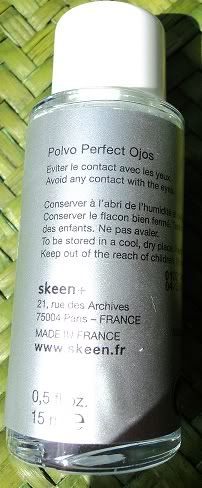 Polvo Perfect Ojos
Eviter le contact avec les yeux.
Avoid any contact with the eyes.
Conserver à l'abri de l'humidité
Conserver le flacon bien fermé.
des enfants. Ne pas avaler.
To be stored in a cool, dry place.
Keep out of the reach of children.
skeen+
21, rue des Archives
75004 Paris – FRANCE
MADE IN FRANCE
www.skeen.fr
0,5 fl oz.
15